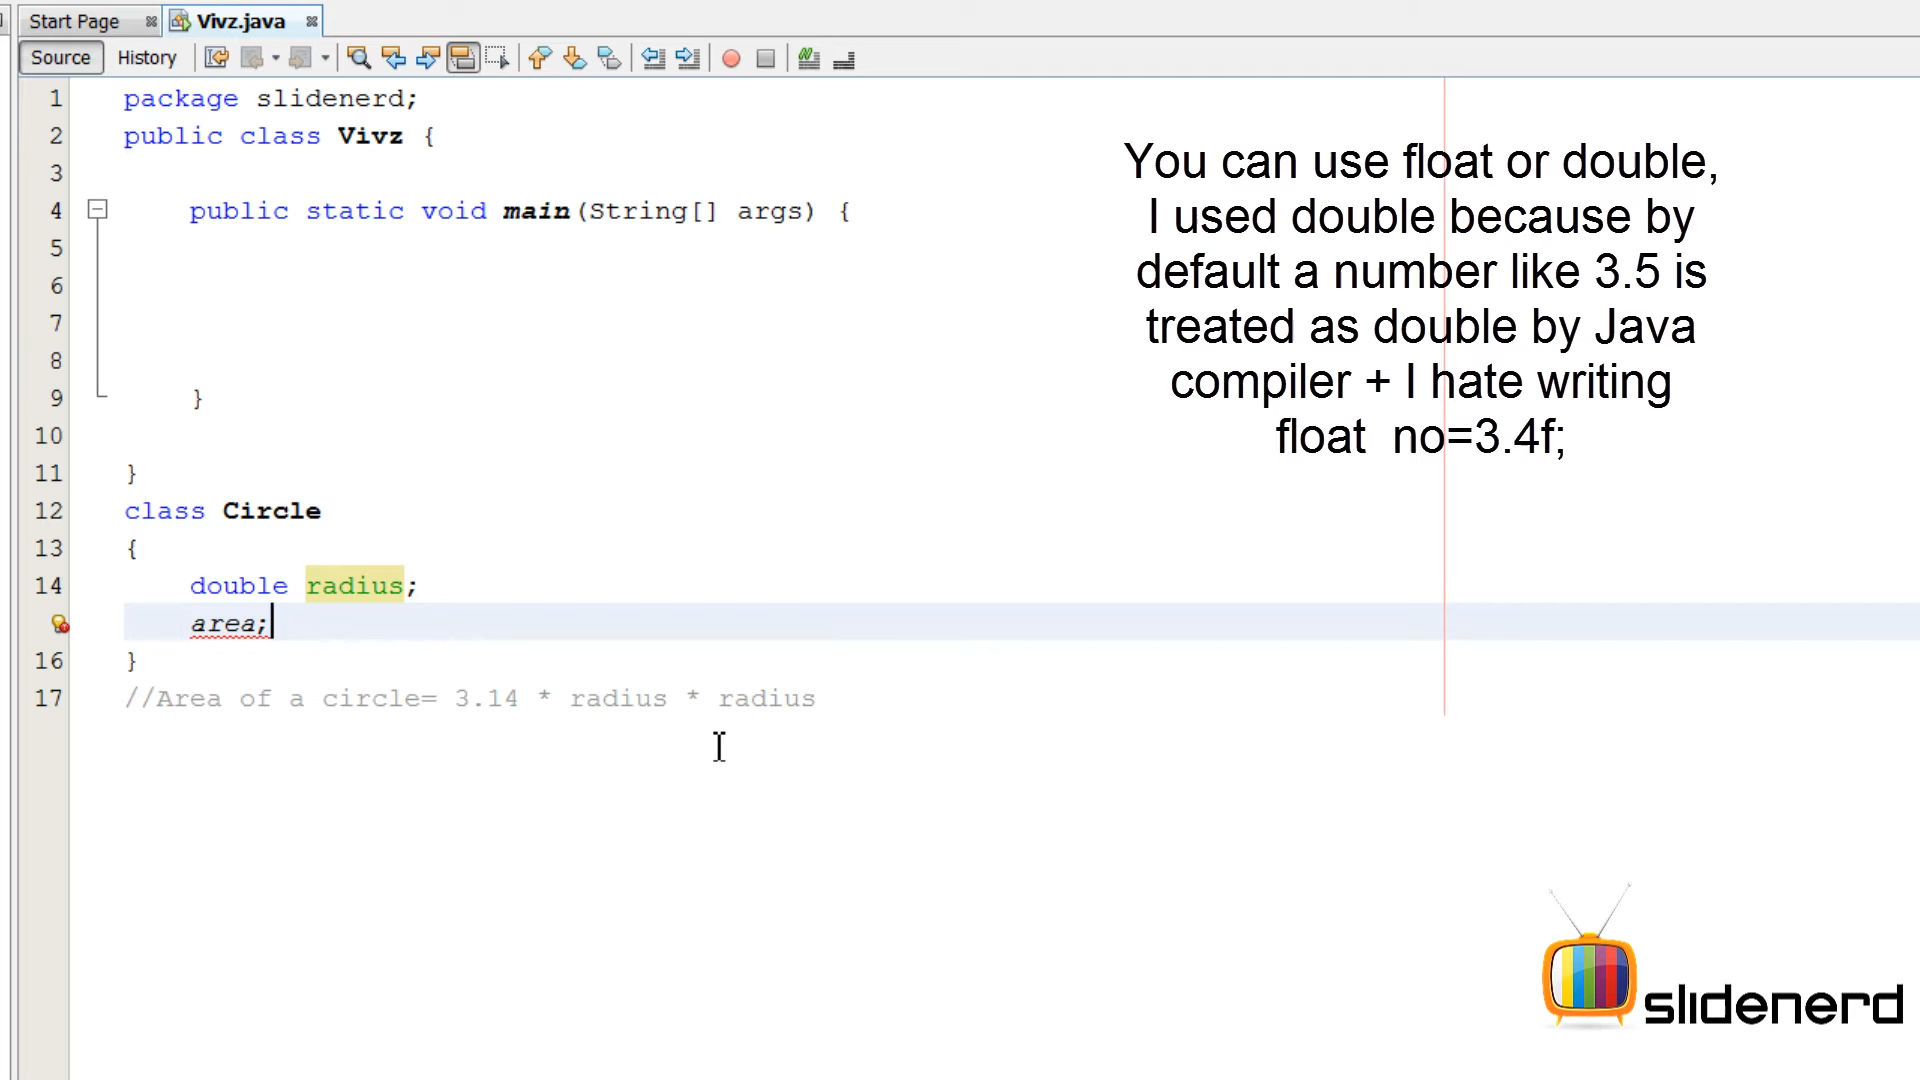 Start Page
Vivz.java
Source
History
1 package slidenerd;
2 public class Vivz {
3
4 public static void main(String[] args) {
5
6
7
8
9 }
10
11 }
12 class Circle
13 {
14 double radius;
area;
16 }
17 //Area of a circle= 3.14 * radius * radius
You can use float or double,
I used double because by
default a number like 3.5 is
treated as double by Java
compiler + I hate writing
float no=3.4f;
slidenerd